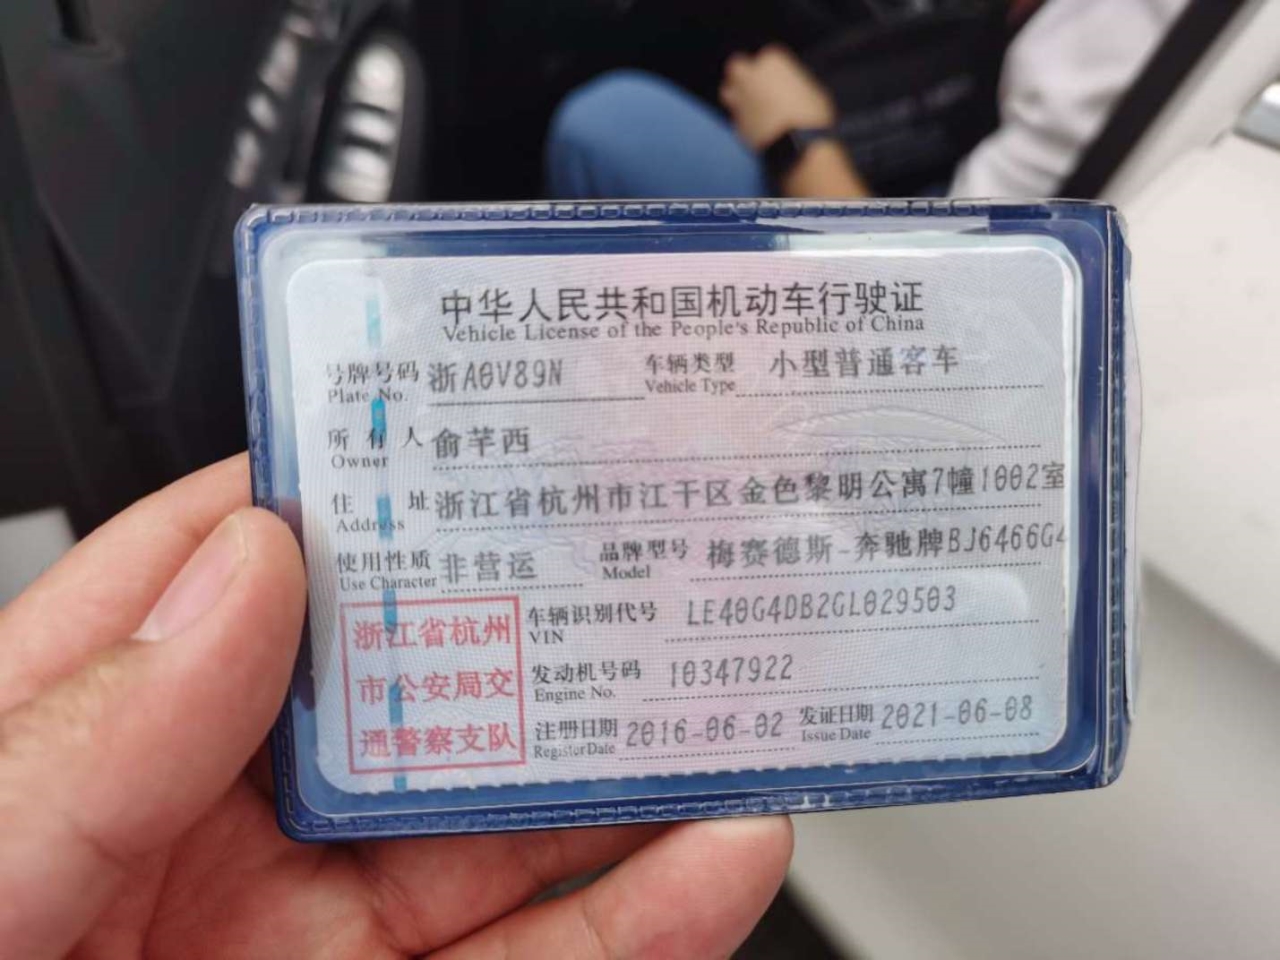 中华人民共和国机动车行驶证
Vehicle License of the People's Republic of China
号牌号码 浙A0V89N 车辆类型 小型普通客车
Plate No. Vehicle Type
所有人 俞芊西
Owner
住址 浙江省杭州市江干区金色黎明公寓7幢1002室
Address
使用性质 非营运 品牌型号 梅赛德斯-奔驰牌BJ6466G4
Use Character Model
浙江省杭州
市公安局交
通警察支队
车辆识别代号 LE40G4DB2GL029503
VIN
发动机号码 10347922
Engine No.
注册日期 2016-06-02 发证日期 2021-06-08
Register Date Issue Date